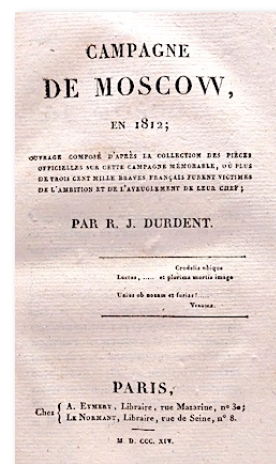 CAMPAGNE
DE MOSCOW,
EN 1812;
OUVRAGE COMPOSÉ D'APRÈS LA COLLECTION DES PIÈCES
OFFICIELLES SUR CETTE CAMPAGNE MÉMORABLE, OÙ PLUS
DE TROIS CENT MILLE BRAVES FRANÇAIS FURENT VICTIMES
DE L'AMBITION ET DE L'AVEUGLEMENT DE LEUR CHEF;
PAR R. J. DURDENT.
Crudelis ubique
Luctus, ..... et plurima mortis imago
Unius ob noxam et furias!....
VIRGILE.
PARIS,
Chez { A. EYMERY, Libraire, rue Mazarine, n° 30;
LE NORMANT, Libraire, rue de Seine, n° 8.
M. D. CCC. XIV.